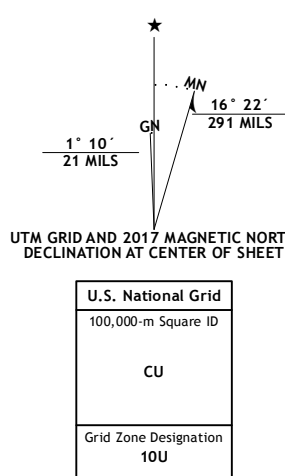 ★
MN
16° 22´
291 MILS
GN
1° 10´
21 MILS
UTM GRID AND 2017 MAGNETIC NORT
DECLINATION AT CENTER OF SHEET
U.S. National Grid
100,000-m Square ID
CU
Grid Zone Designation
10U